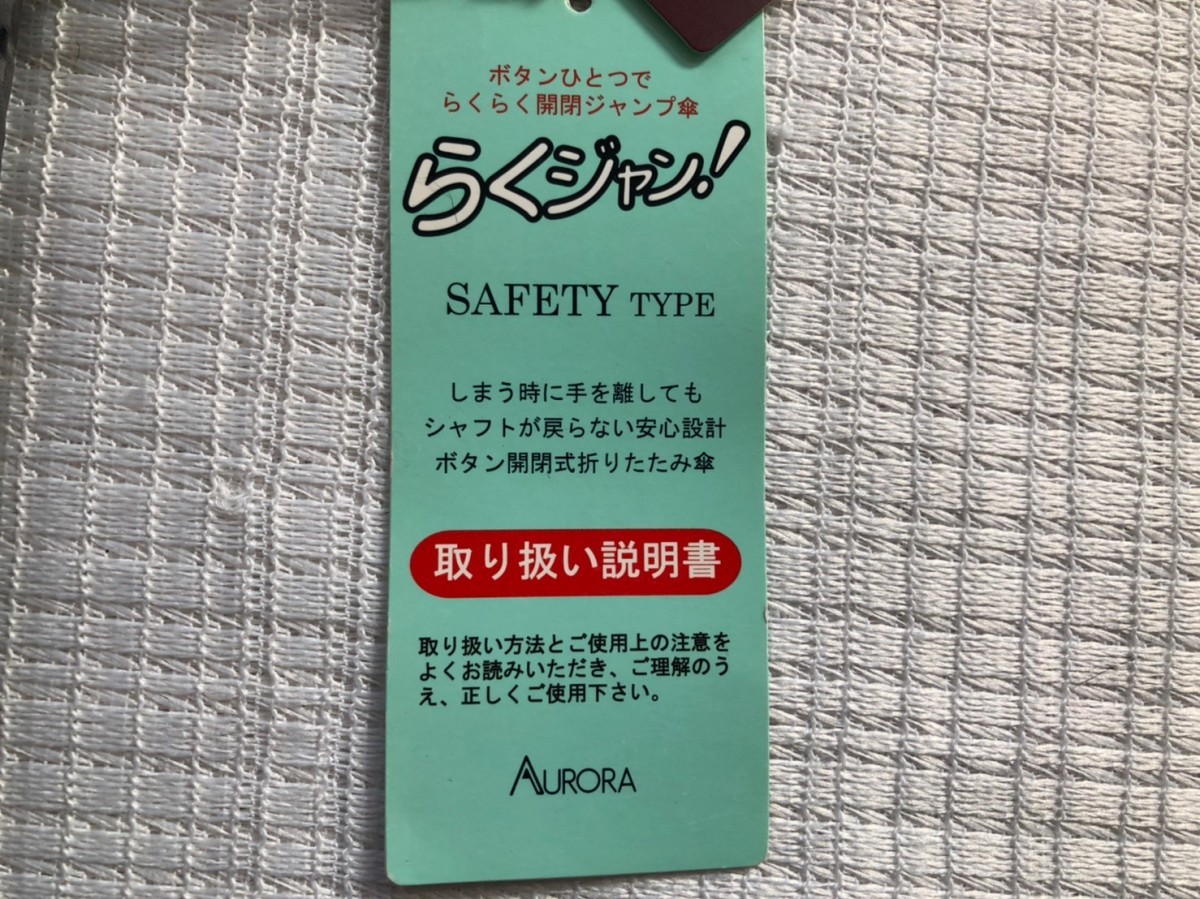 ボタンひとつで
らくらく開閉ジャンプ傘
らくジャン!
SAFETY TYPE
しまう時に手を離しても
シャフトが戻らない安心設計
ボタン開閉式折りたたみ傘
取り扱い説明書
取り扱い方法とご使用上の注意を
よくお読みいただき、ご理解のう
え、正しくご使用下さい。
AURORA